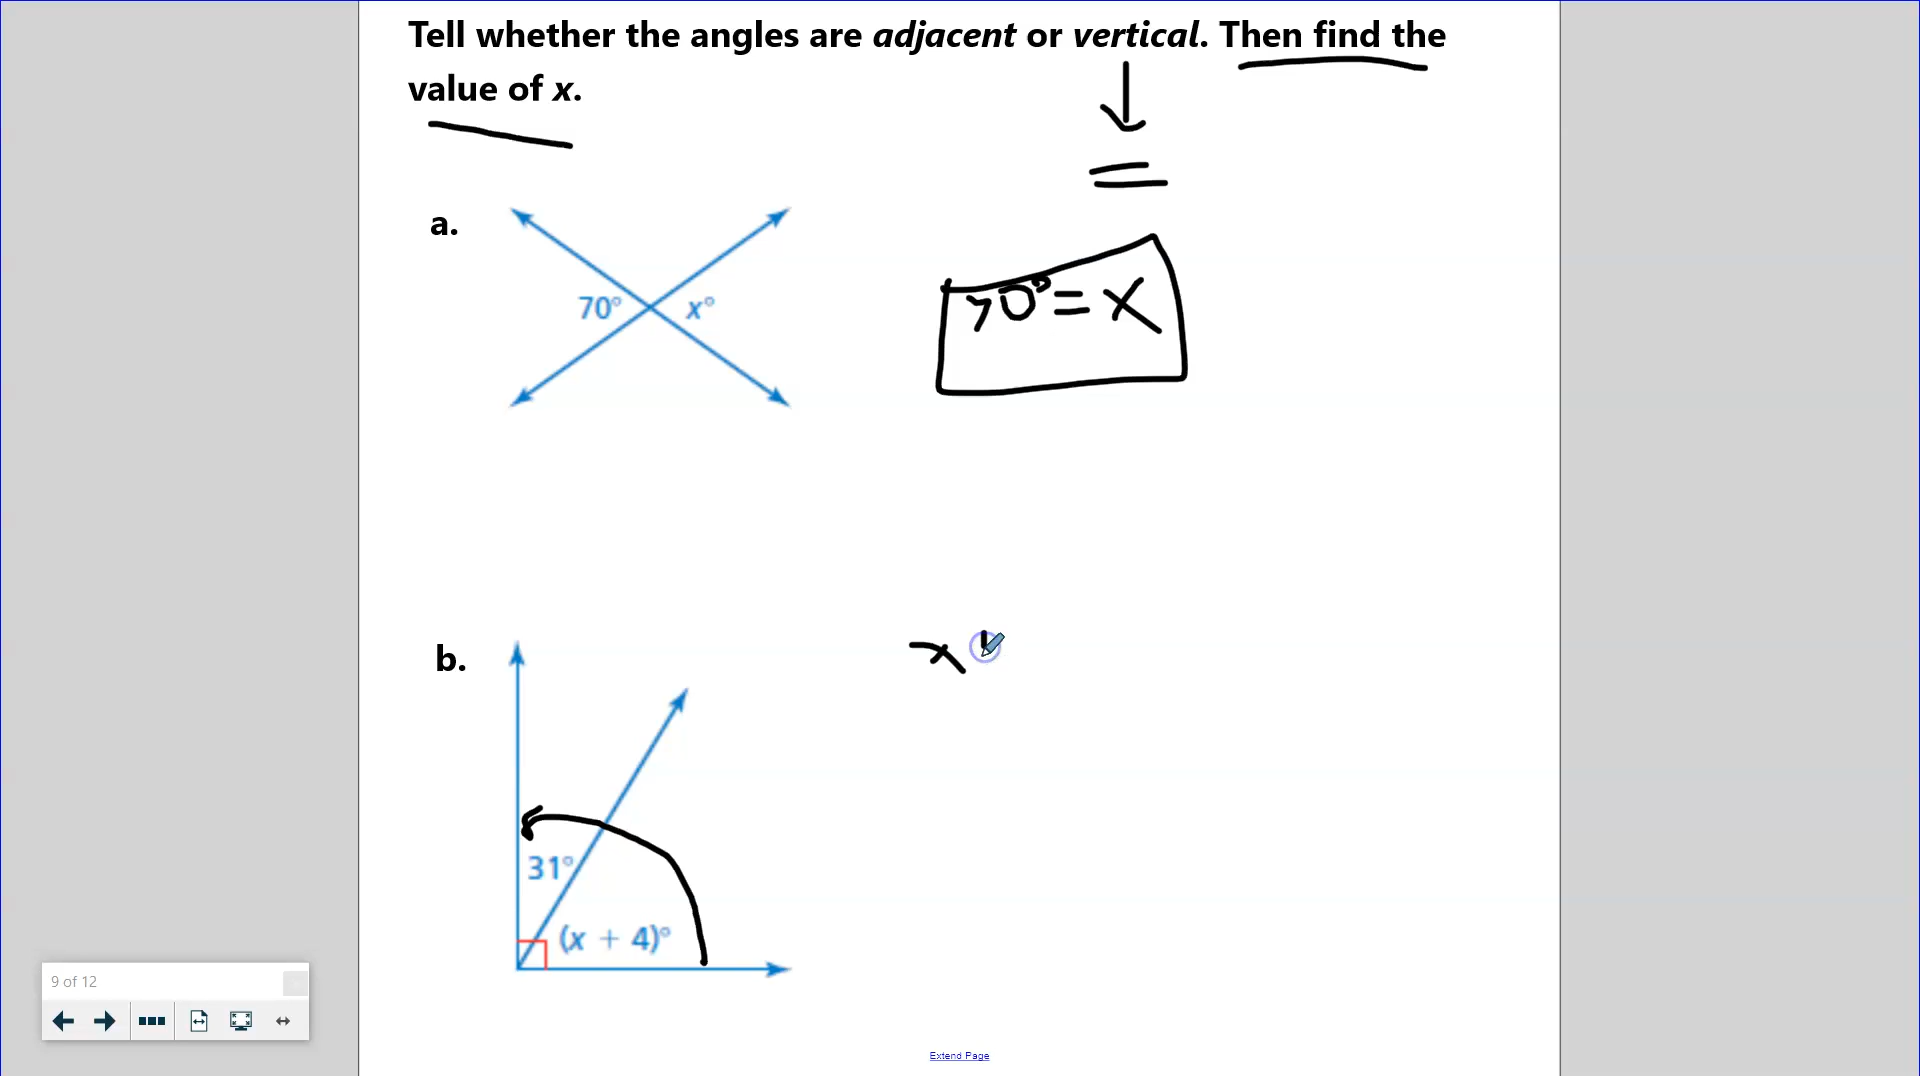 Tell whether the angles are adjacent or vertical. Then find the
value of x.
=
a.
70° x°
70° = x
b.
x
31°
(x + 4)°
9 of 12
Extend Page